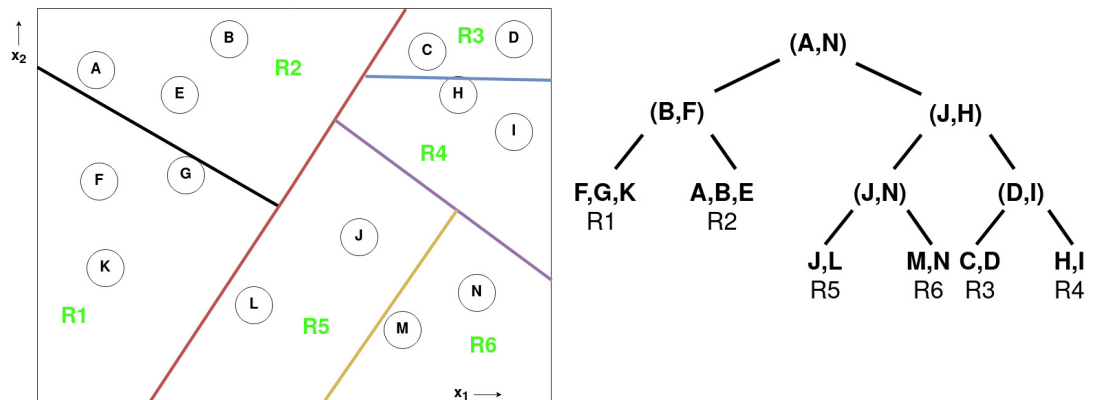 x₂
A
B
E
R2
C
R3
D
H
I
R4
F
G
K
R1
J
L
R5
N
M
R6
x₁
(A,N)
(B,F)
(J,H)
F,G,K
A,B,E
(J,N)
(D,I)
R1
R2
J,L
M,N
C,D
H,I
R5
R6
R3
R4